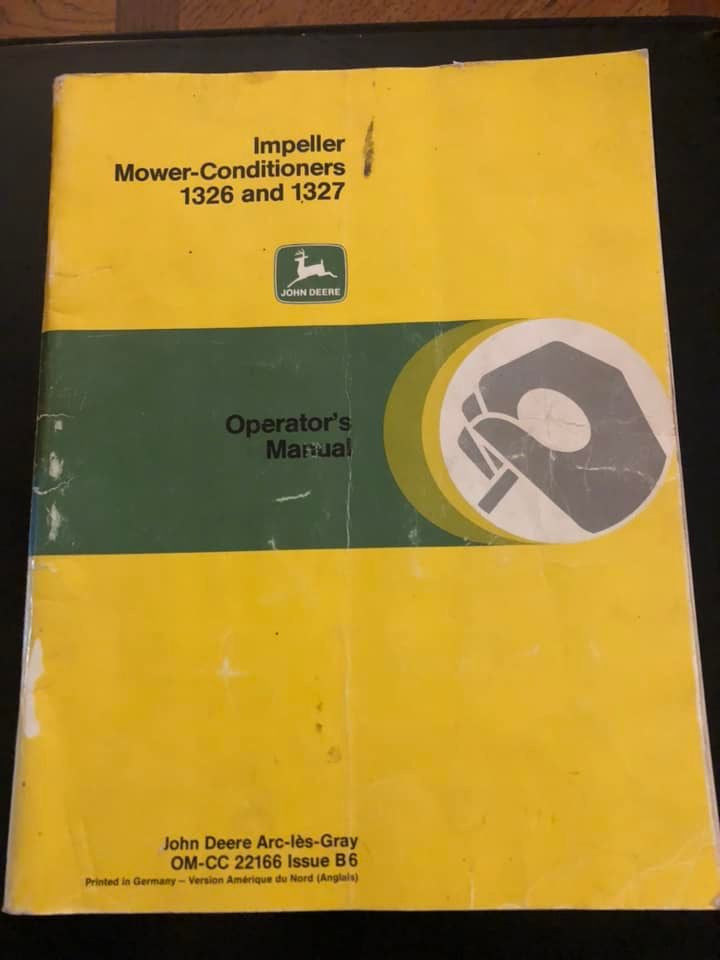 Impeller
Mower-Conditioners
1326 and 1327
JOHN DEERE
Operator's
Manual
John Deere Arc-lès-Gray
OM-CC 22166 Issue B6
Printed in Germany – Version Amérique du Nord (Anglais)